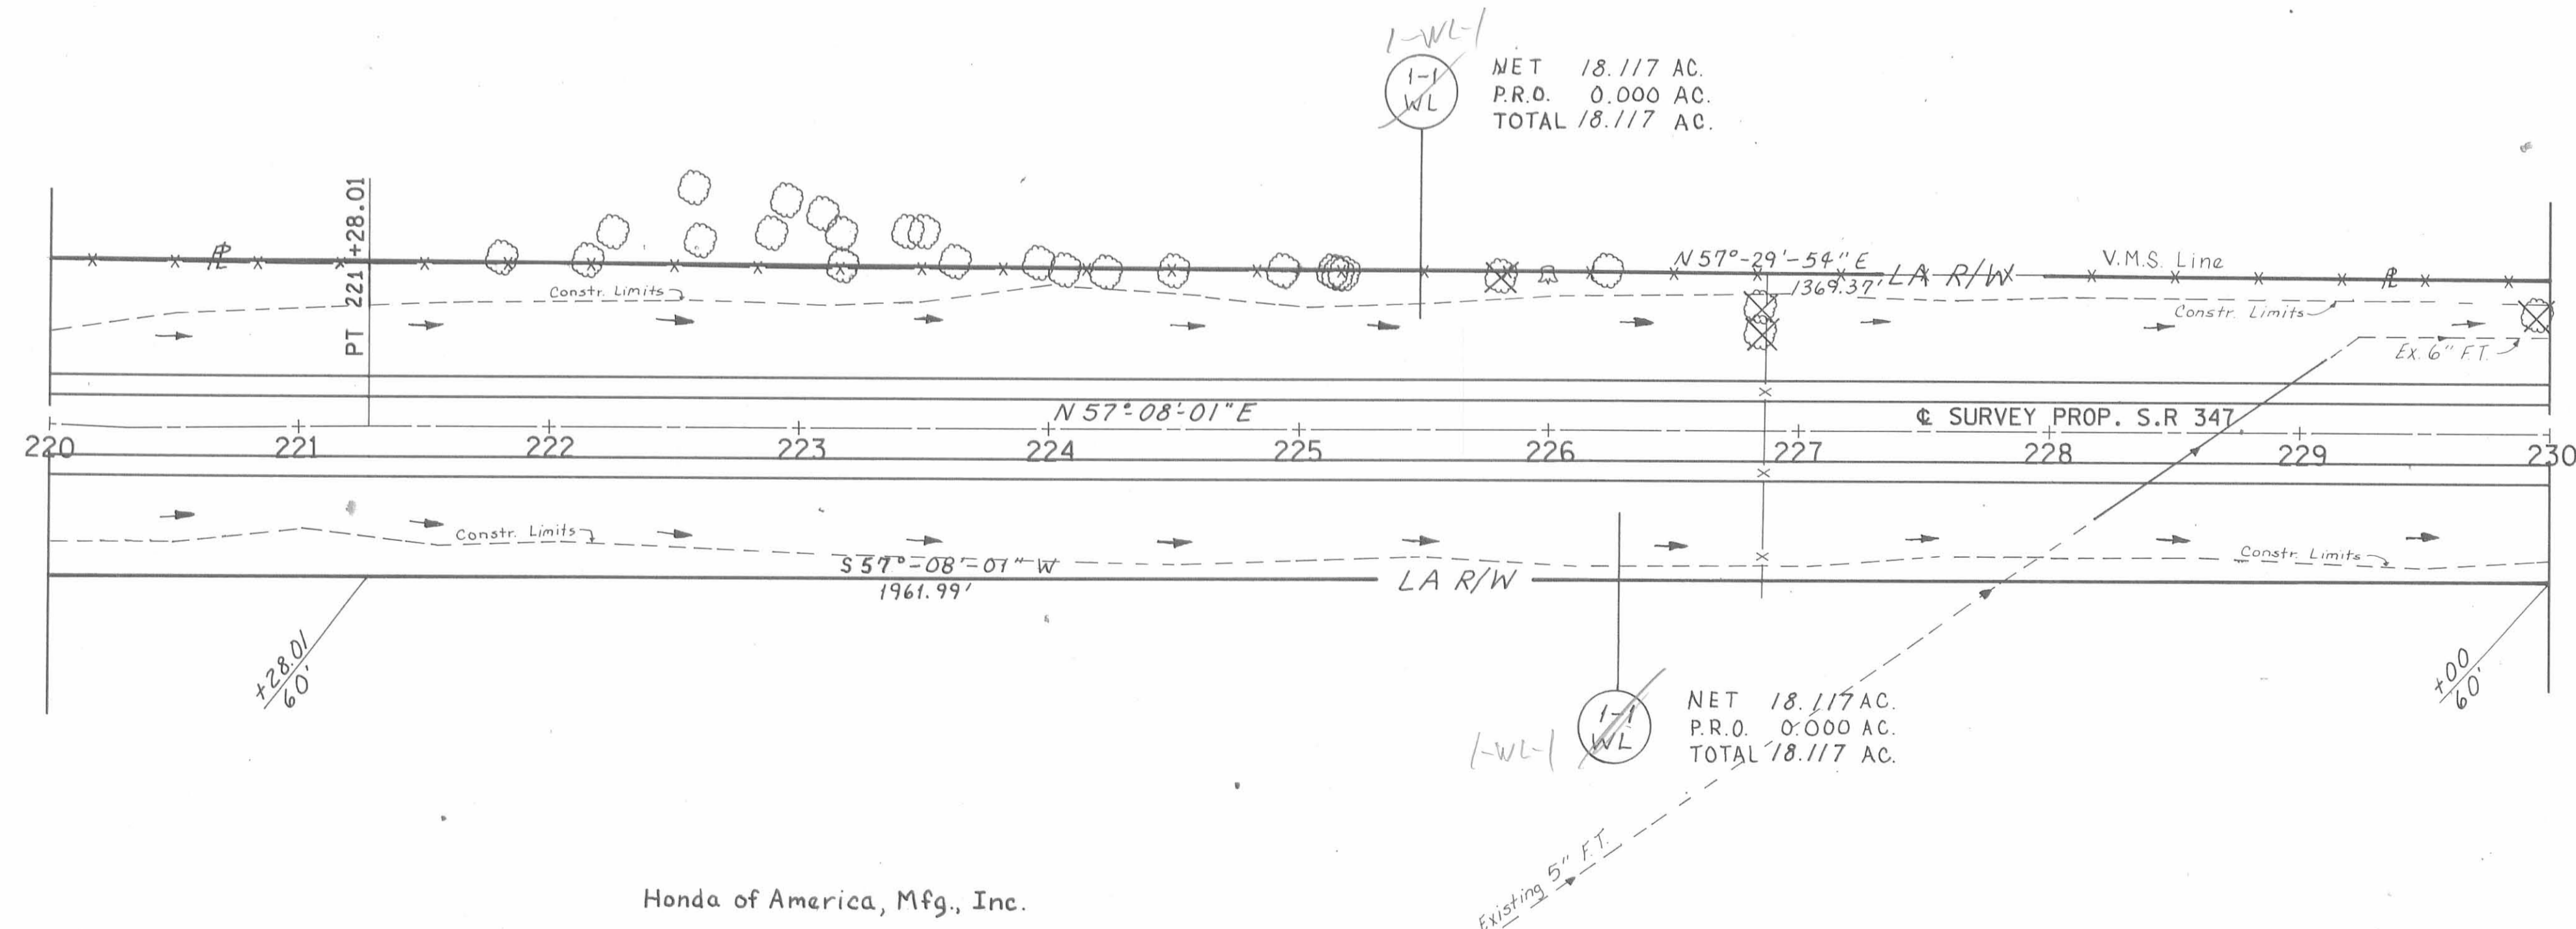 1-WL-1
1-1
WL
NET 18.117 AC.
P.R.O. 0.000 AC.
TOTAL 18.117 AC.
PT 221 +28.01
PL
N 57°-29'-54" E
1369.37'
LA R/W
V.M.S. Line
PL
Constr. Limits
Constr. Limits
Ex. 6" F.T.
N 57°-08'-01" E
℄ SURVEY PROP. S.R 347
220 221 222 223 224 225 226 227 228 229 230
Constr. Limits
S 57°-08'-01" W
1961.99'
LA R/W
Constr. Limits
+28.01
60'
+00
60'
1-WL-1
1-1
WL
NET 18.117 AC.
P.R.O. 0.000 AC.
TOTAL 18.117 AC.
Existing 5" F.T.
Honda of America, Mfg., Inc.